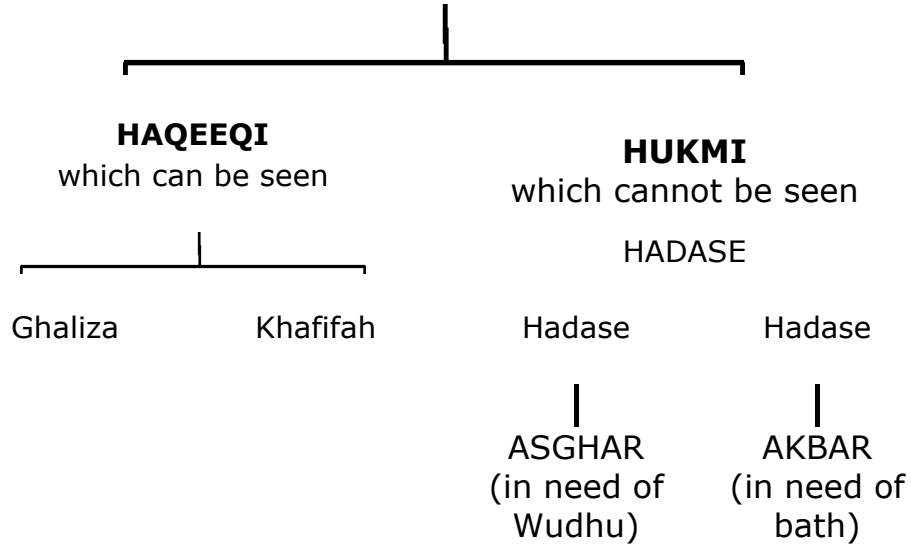 HAQEEQI
which can be seen
HUKMI
which cannot be seen
HADASE
Ghaliza
Khafifah
Hadase
Hadase
ASGHAR
(in need of
Wudhu)
AKBAR
(in need of
bath)